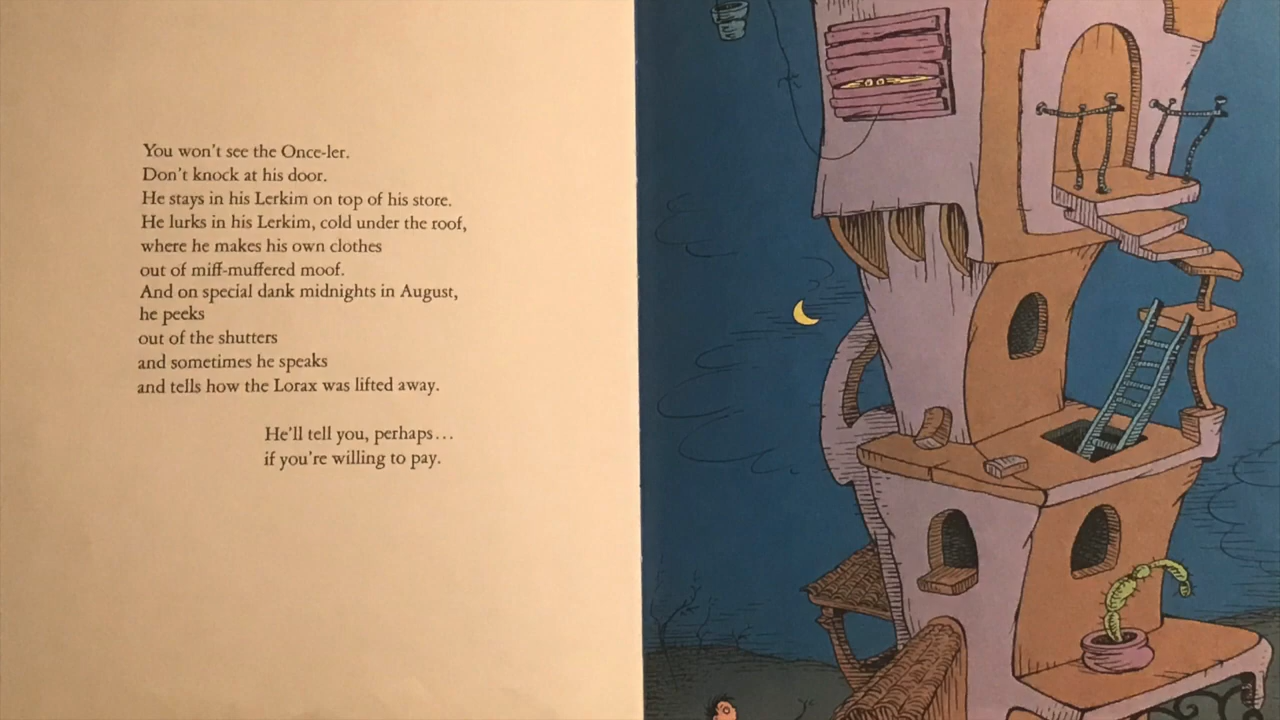 You won't see the Once-ler.
Don't knock at his door.
He stays in his Lerkim on top of his store.
He lurks in his Lerkim, cold under the roof,
where he makes his own clothes
out of miff-muffered moof.
And on special dank midnights in August,
he peeks
out of the shutters
and sometimes he speaks
and tells how the Lorax was lifted away.
He'll tell you, perhaps...
if you're willing to pay.